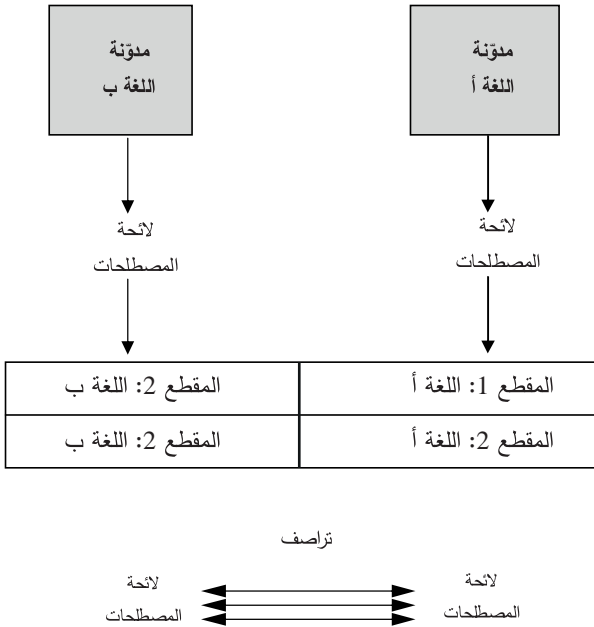 مدوّنة
اللغة أ
مدوّنة
اللغة ب
لائحة
المصطلحات
لائحة
المصطلحات
المقطع 1: اللغة أ
المقطع 2: اللغة ب
المقطع 2: اللغة أ
المقطع 2: اللغة ب
تراصف
لائحة
المصطلحات
لائحة
المصطلحات